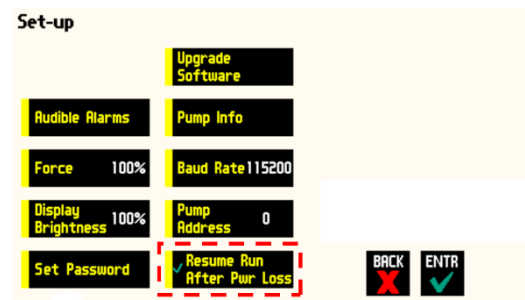 Set-up
Upgrade
Software
Audible Alarms
Pump Info
Force 100%
Baud Rate 115200
Display
Brightness 100%
Pump
Address 0
Set Password
Resume Run
After Pwr Loss
BACK
ENTR